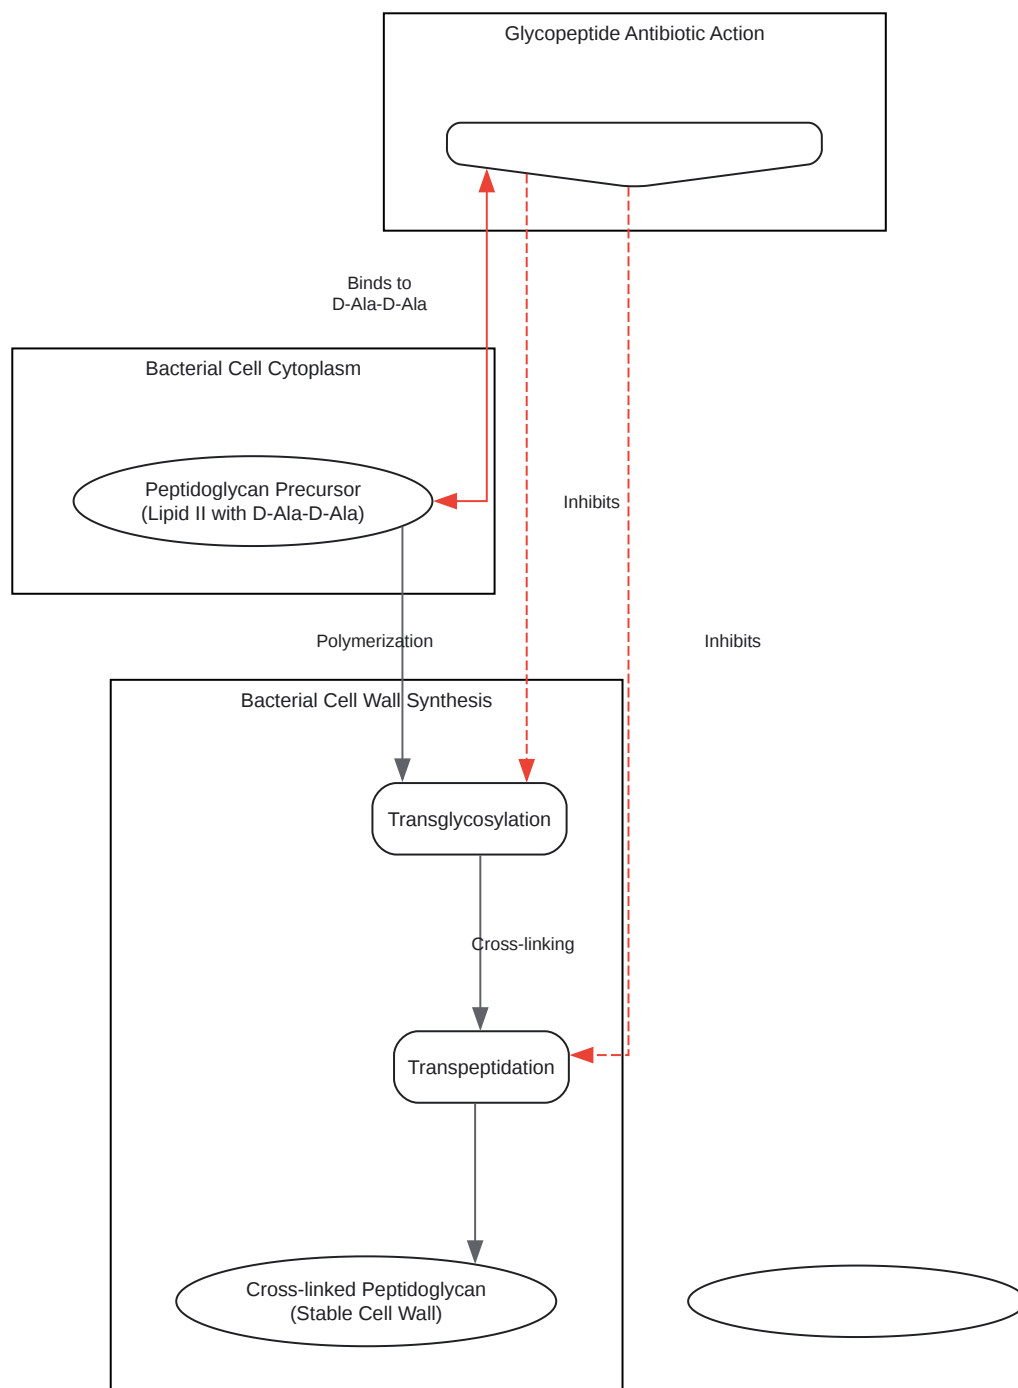 Glycopeptide Antibiotic Action
Binds to
D-Ala-D-Ala
Bacterial Cell Cytoplasm
Peptidoglycan Precursor
(Lipid II with D-Ala-D-Ala)
Inhibits
Polymerization
Inhibits
Bacterial Cell Wall Synthesis
Transglycosylation
Cross-linking
Transpeptidation
Cross-linked Peptidoglycan
(Stable Cell Wall)